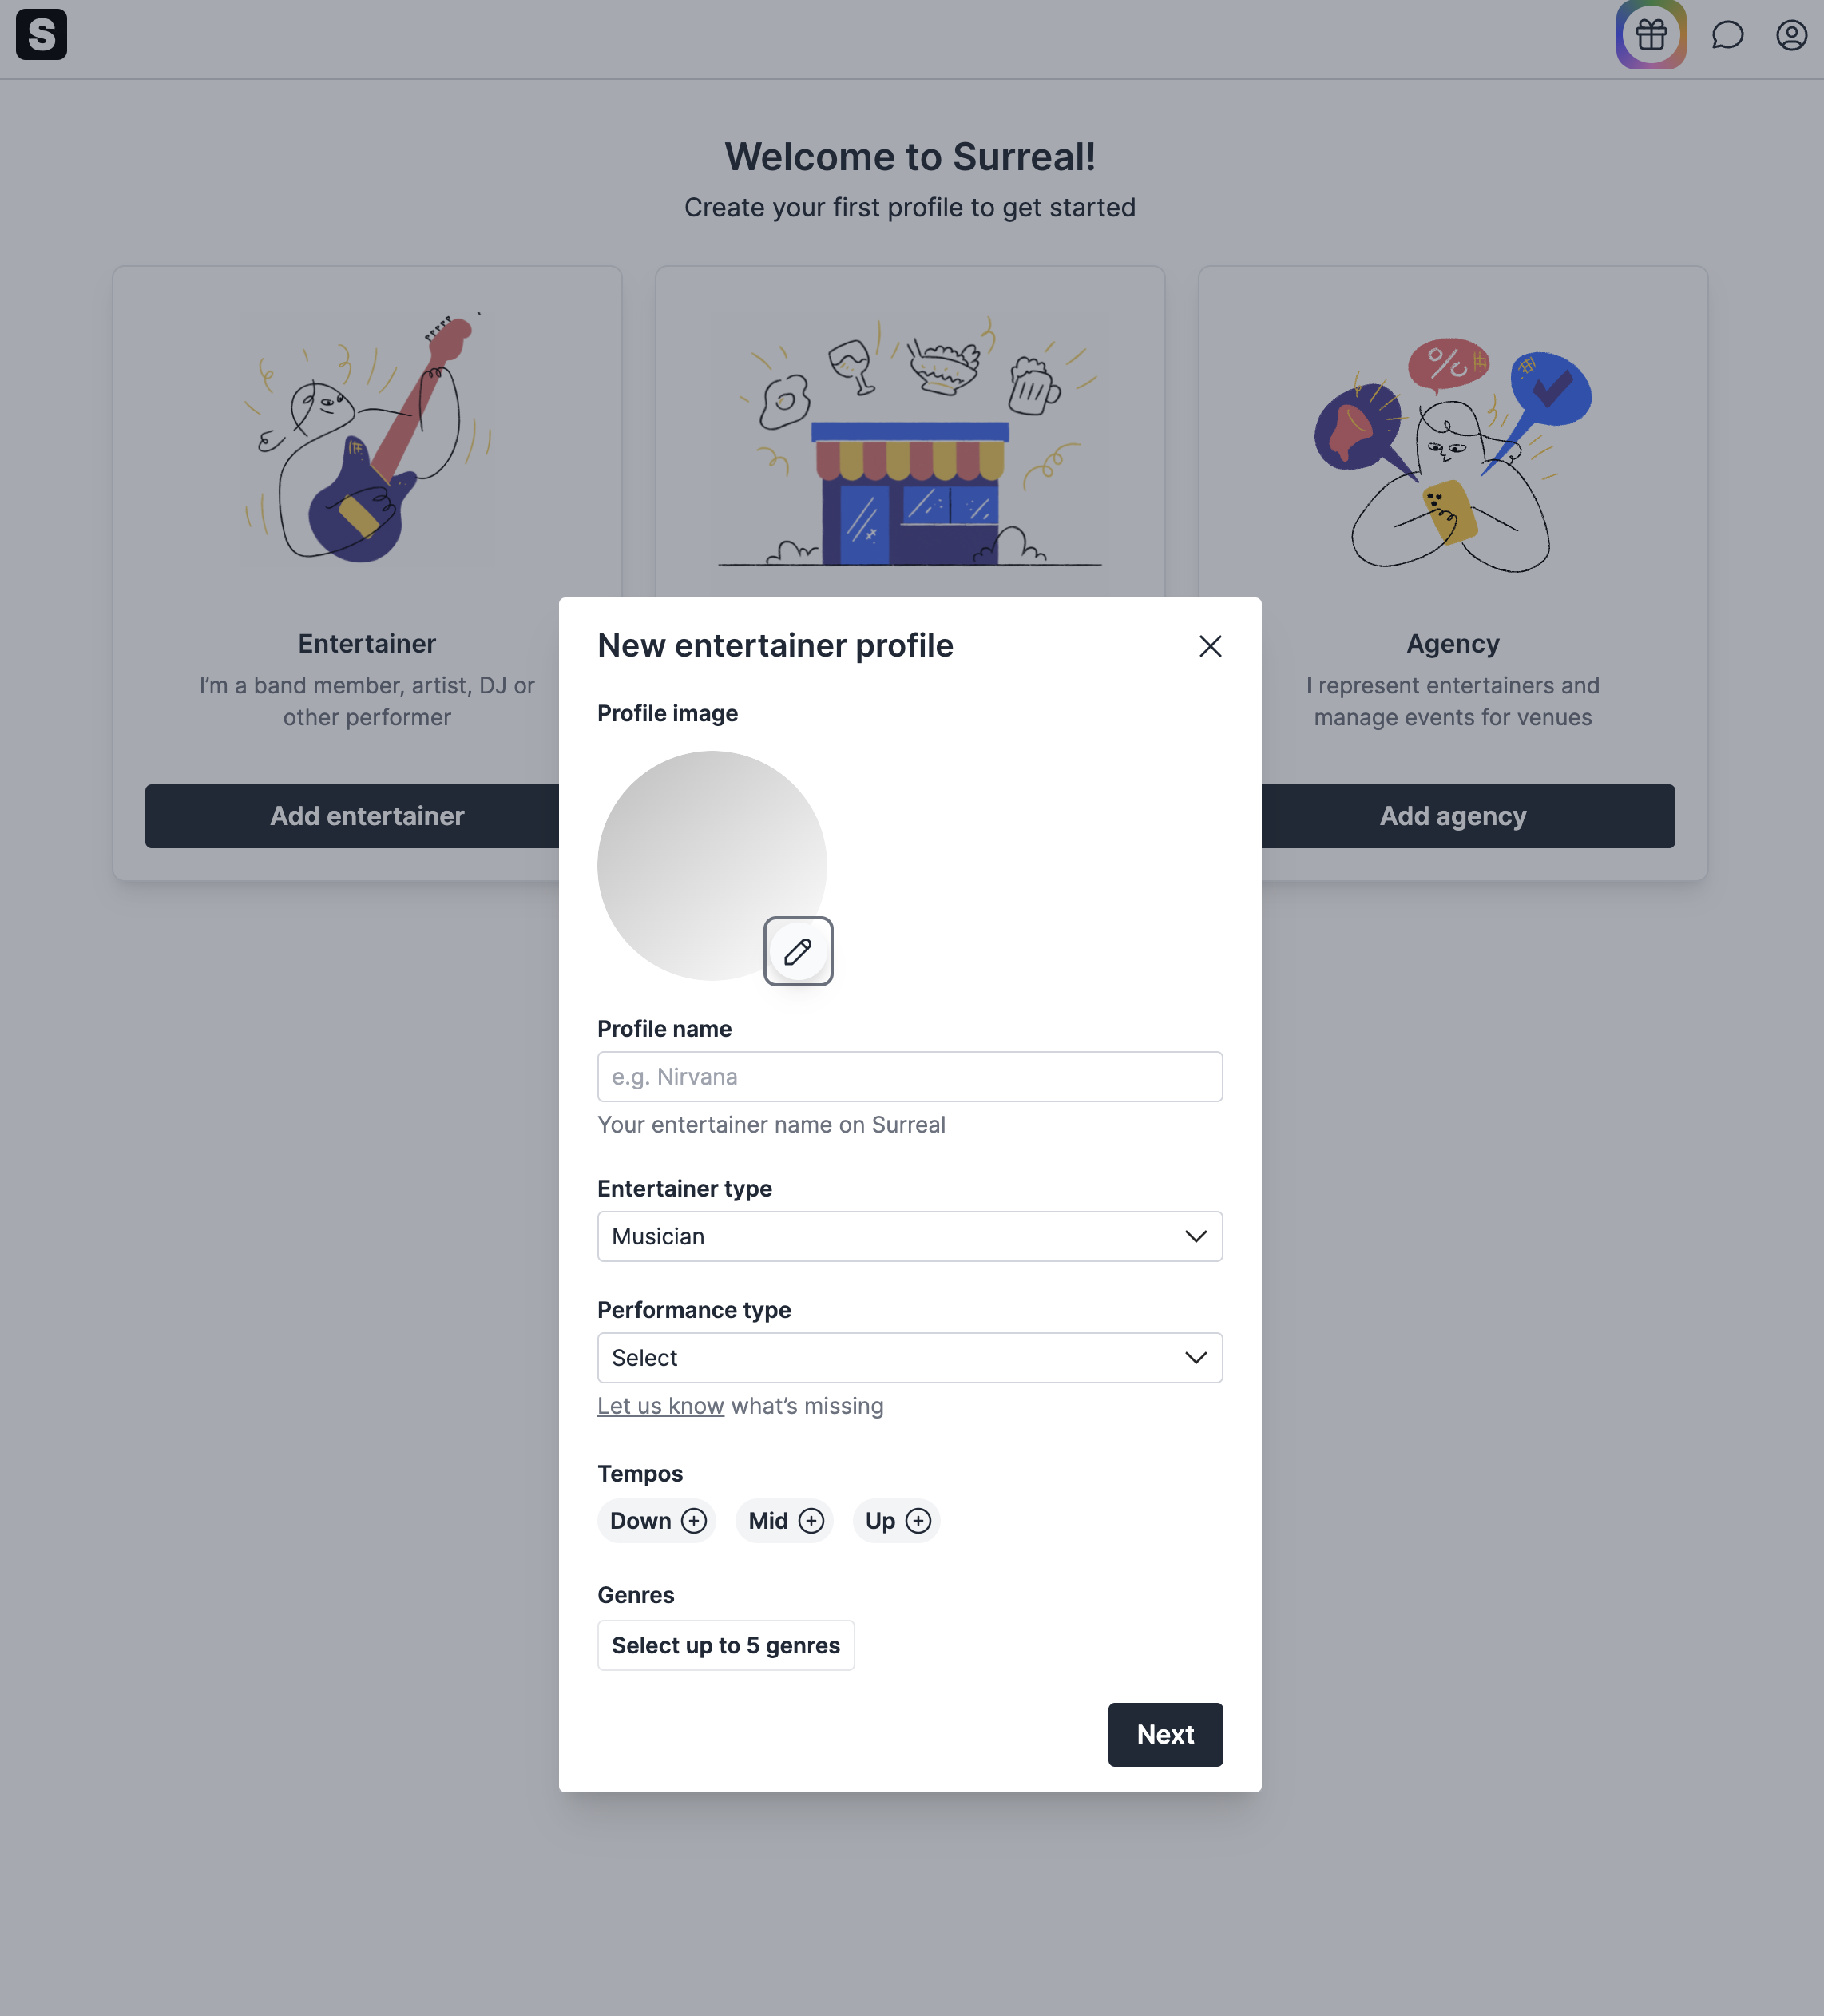 S
Welcome to Surreal!
Create your first profile to get started
%
Entertainer
I’m a band member, artist, DJ or
other performer
Add entertainer
Agency
I represent entertainers and
manage events for venues
Add agency
New entertainer profile
Profile image
Profile name
e.g. Nirvana
Your entertainer name on Surreal
Entertainer type
Musician
Performance type
Select
Let us know what’s missing
Tempos
Down Mid Up
Genres
Select up to 5 genres
Next